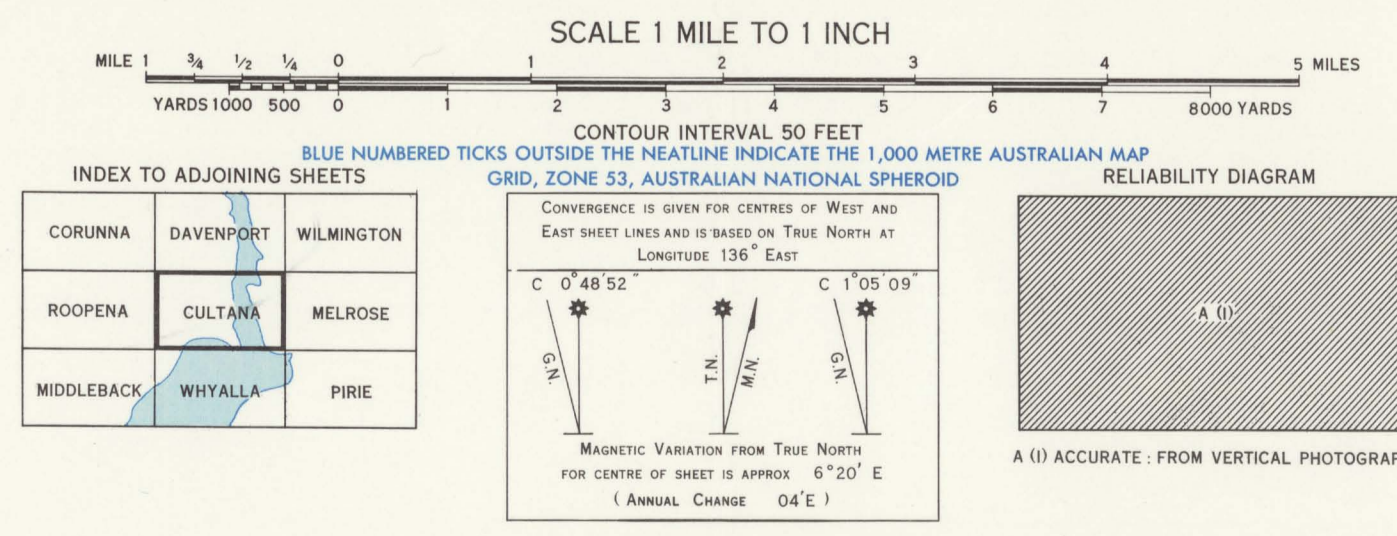 SCALE 1 MILE TO 1 INCH
MILE 1 ¾ ½ ¼ 0 1 2 3 4 5 MILES
YARDS 1000 500 0 1 2 3 4 5 6 7 8000 YARDS
CONTOUR INTERVAL 50 FEET
BLUE NUMBERED TICKS OUTSIDE THE NEATLINE INDICATE THE 1,000 METRE AUSTRALIAN MAP
GRID, ZONE 53, AUSTRALIAN NATIONAL SPHEROID
INDEX TO ADJOINING SHEETS
CORUNNA DAVENPORT WILMINGTON
ROOPENA CULTANA MELROSE
MIDDLEBACK WHYALLA PIRIE
CONVERGENCE IS GIVEN FOR CENTRES OF WEST AND
EAST SHEET LINES AND IS BASED ON TRUE NORTH AT
LONGITUDE 136° EAST
C 0°48'52" C 1°05'09"
G.N. T.N. M.N. G.N.
MAGNETIC VARIATION FROM TRUE NORTH
FOR CENTRE OF SHEET IS APPROX 6°20' E
( ANNUAL CHANGE 04'E )
RELIABILITY DIAGRAM
A (I)
A (I) ACCURATE : FROM VERTICAL PHOTOGRAP